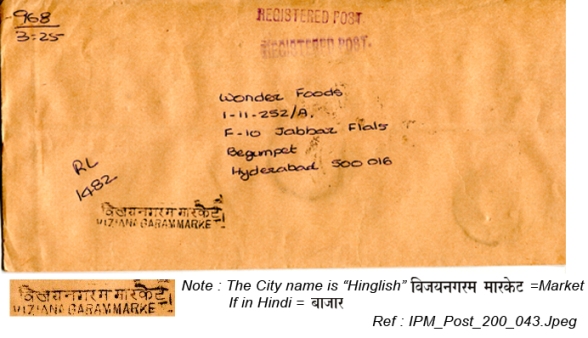 968
3=25
REGISTERED POST.
REGISTERED POST.
Wonder Foods
1-11-252/A,
F-10 Jabbar Flats
Begumpet
Hyderabad 500 016
RL
1482
विजयनगरम मारकेट
VIZIANAGARAMMARKE
विजयनगरम मारकेट
VIZIANAGARAMMARKE
Note : The City name is “Hinglish” विजयनगरम मारकेट =Market
If in Hindi = बाजार
Ref : IPM_Post_200_043.Jpeg